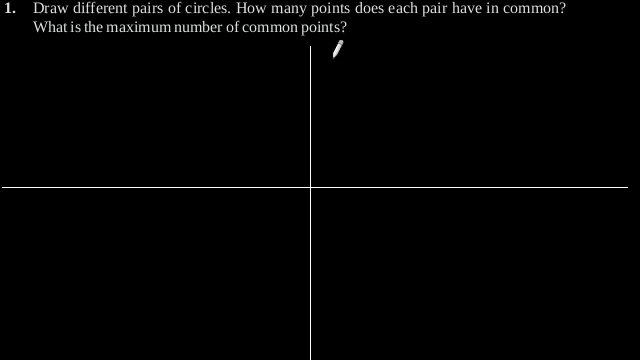 1. Draw different pairs of circles. How many points does each pair have in common?
What is the maximum number of common points?